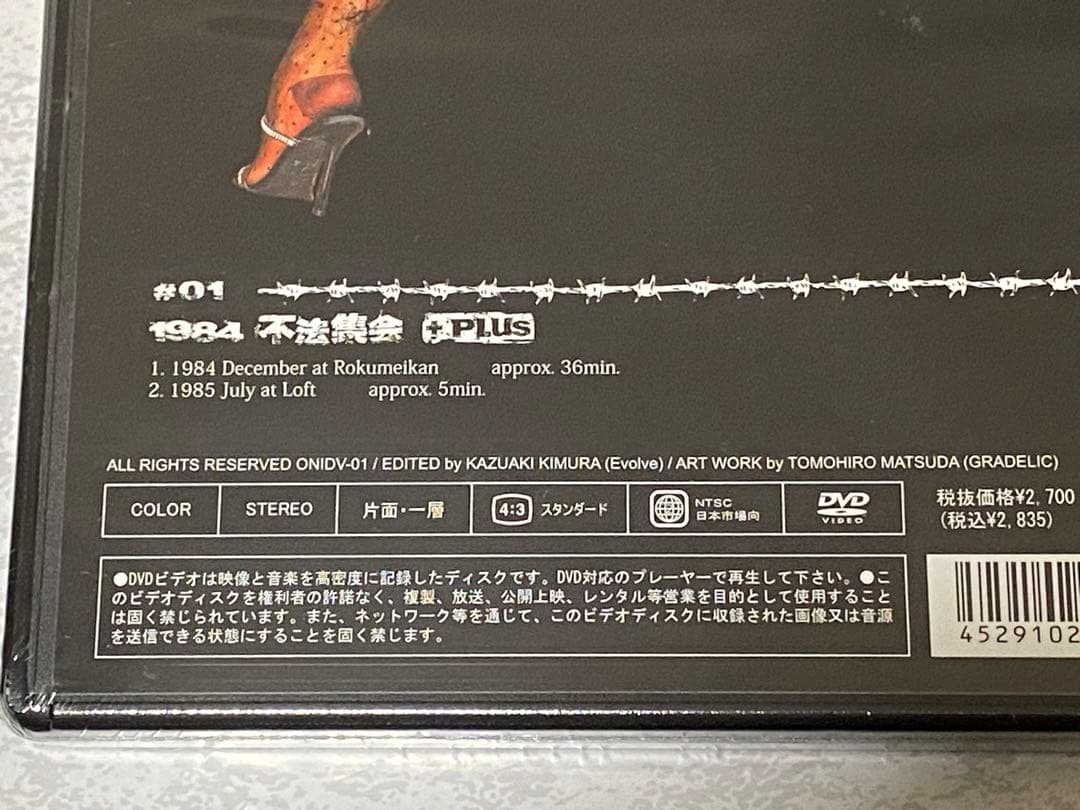 #01
1984 不法集会 +PLUS
1. 1984 December at Rokumeikan approx. 36min.
2. 1985 July at Loft approx. 5min.
ALL RIGHTS RESERVED ONIDV-01 / EDITED by KAZUAKI KIMURA (Evolve) / ART WORK by TOMOHIRO MATSUDA (GRADELIC)
COLOR STEREO 片面・一層 4:3 スタンダード NTSC 日本市場向 DVD VIDEO
税抜価格¥2,700
(税込¥2,835)
●DVDビデオは映像と音楽を高密度に記録したディスクです。DVD対応のプレーヤーで再生して下さい。●こ
のビデオディスクを権利者の許諾なく、複製、放送、公開上映、レンタル等営業を目的として使用すること
は固く禁じられています。また、ネットワーク等を通じて、このビデオディスクに収録された画像又は音源
を送信できる状態にすることを固く禁じます。
4529102